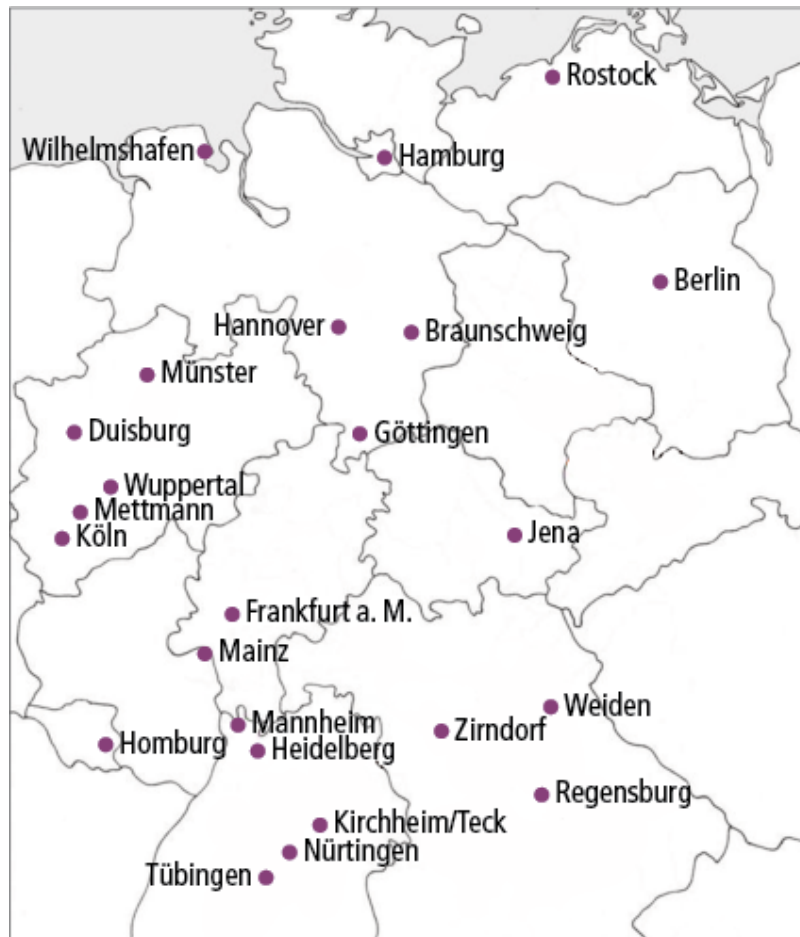 Rostock
Wilhelmshafen
Hamburg
Berlin
Hannover
Braunschweig
Münster
Duisburg
Göttingen
Wuppertal
Mettmann
Köln
Jena
Frankfurt a. M.
Mainz
Weiden
Mannheim
Zirndorf
Homburg
Heidelberg
Regensburg
Kirchheim/Teck
Nürtingen
Tübingen